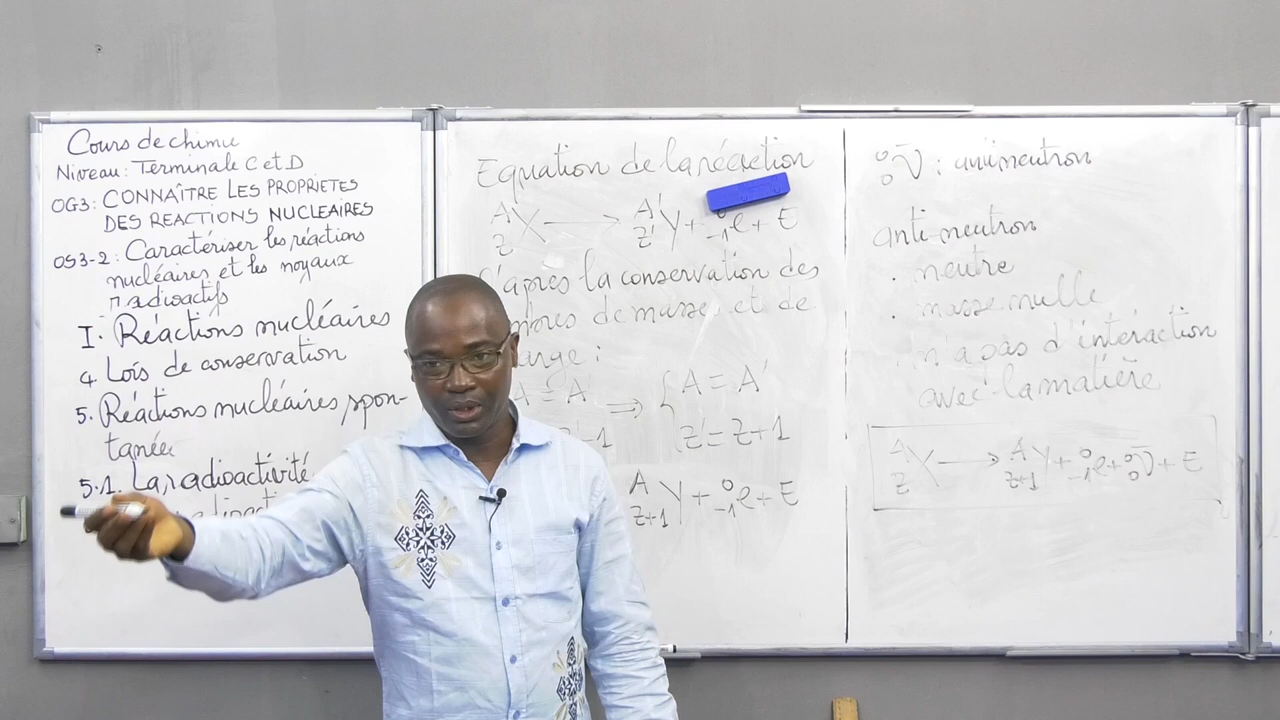 Cours de chimie
Niveau: Terminale C et D
OG3: CONNAÎTRE LES PROPRIETES
DES REACTIONS NUCLEAIRES
OS3-2: Caractériser les réactions
nucléaires et les noyaux
radioactifs
I. Réactions nucléaires
4. Lois de conservation
5. Réactions nucléaires spon-
tanée
5.1. La radioactivité
Equation de la réaction
A/Z X → A'/Z' Y + 0/-1 e + E
D'après la conservation des
de masse et de
A = A' ⇒ { A = A'
Z'-1 Z' = Z+1
A/Z+1 Y + 0/-1 e + E
0/0 ν̄ : antineutron
anti-neutron
. neutre
. masse nulle
. n'a pas d'intéraction
avec la matière
A/Z X → A/Z+1 Y + 0/-1 e + 0/0 ν̄ + E